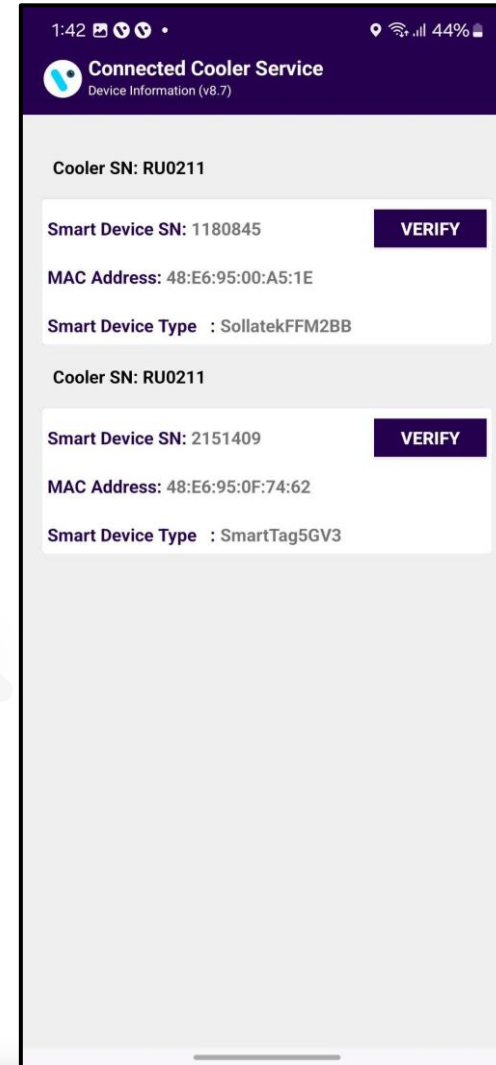 1:42
44%
Connected Cooler Service
Device Information (v8.7)
Cooler SN: RU0211
Smart Device SN: 1180845 VERIFY
MAC Address: 48:E6:95:00:A5:1E
Smart Device Type : SollatekFFM2BB
Cooler SN: RU0211
Smart Device SN: 2151409 VERIFY
MAC Address: 48:E6:95:0F:74:62
Smart Device Type : SmartTag5GV3